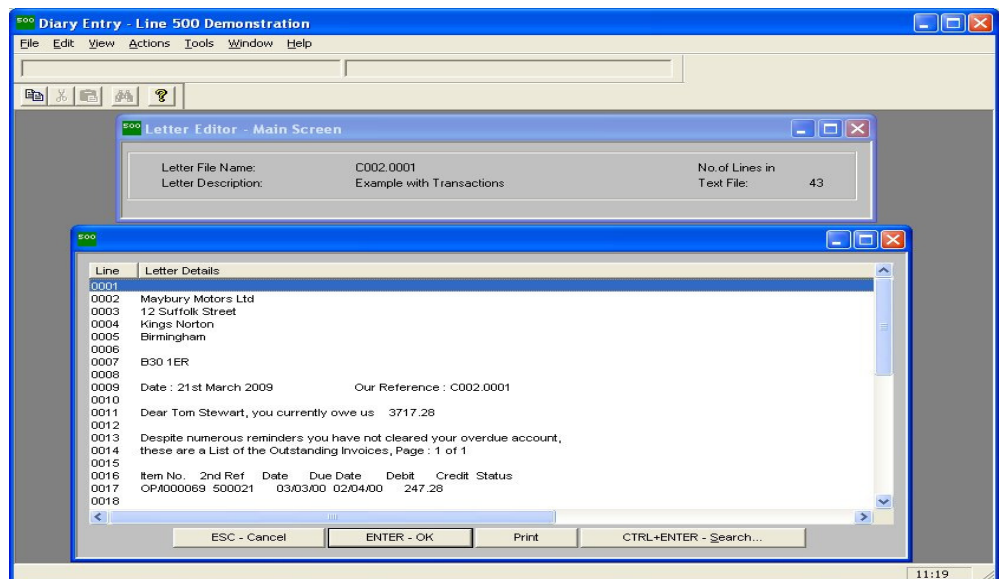 500 Diary Entry - Line 500 Demonstration
File Edit View Actions Tools Window Help
500 Letter Editor - Main Screen
Letter File Name: C002.0001 No.of Lines in
Letter Description: Example with Transactions Text File: 43
500
Line Letter Details
0001
0002 Maybury Motors Ltd
0003 12 Suffolk Street
0004 Kings Norton
0005 Birmingham
0006
0007 B30 1ER
0008
0009 Date : 21st March 2009 Our Reference : C002.0001
0010
0011 Dear Tom Stewart, you currently owe us 3717.28
0012
0013 Despite numerous reminders you have not cleared your overdue account,
0014 these are a List of the Outstanding Invoices, Page : 1 of 1
0015
0016 Item No. 2nd Ref Date Due Date Debit Credit Status
0017 OP/I000069 500021 03/03/00 02/04/00 247.28
0018
ESC - Cancel ENTER - OK Print CTRL+ENTER - Search...
11:19